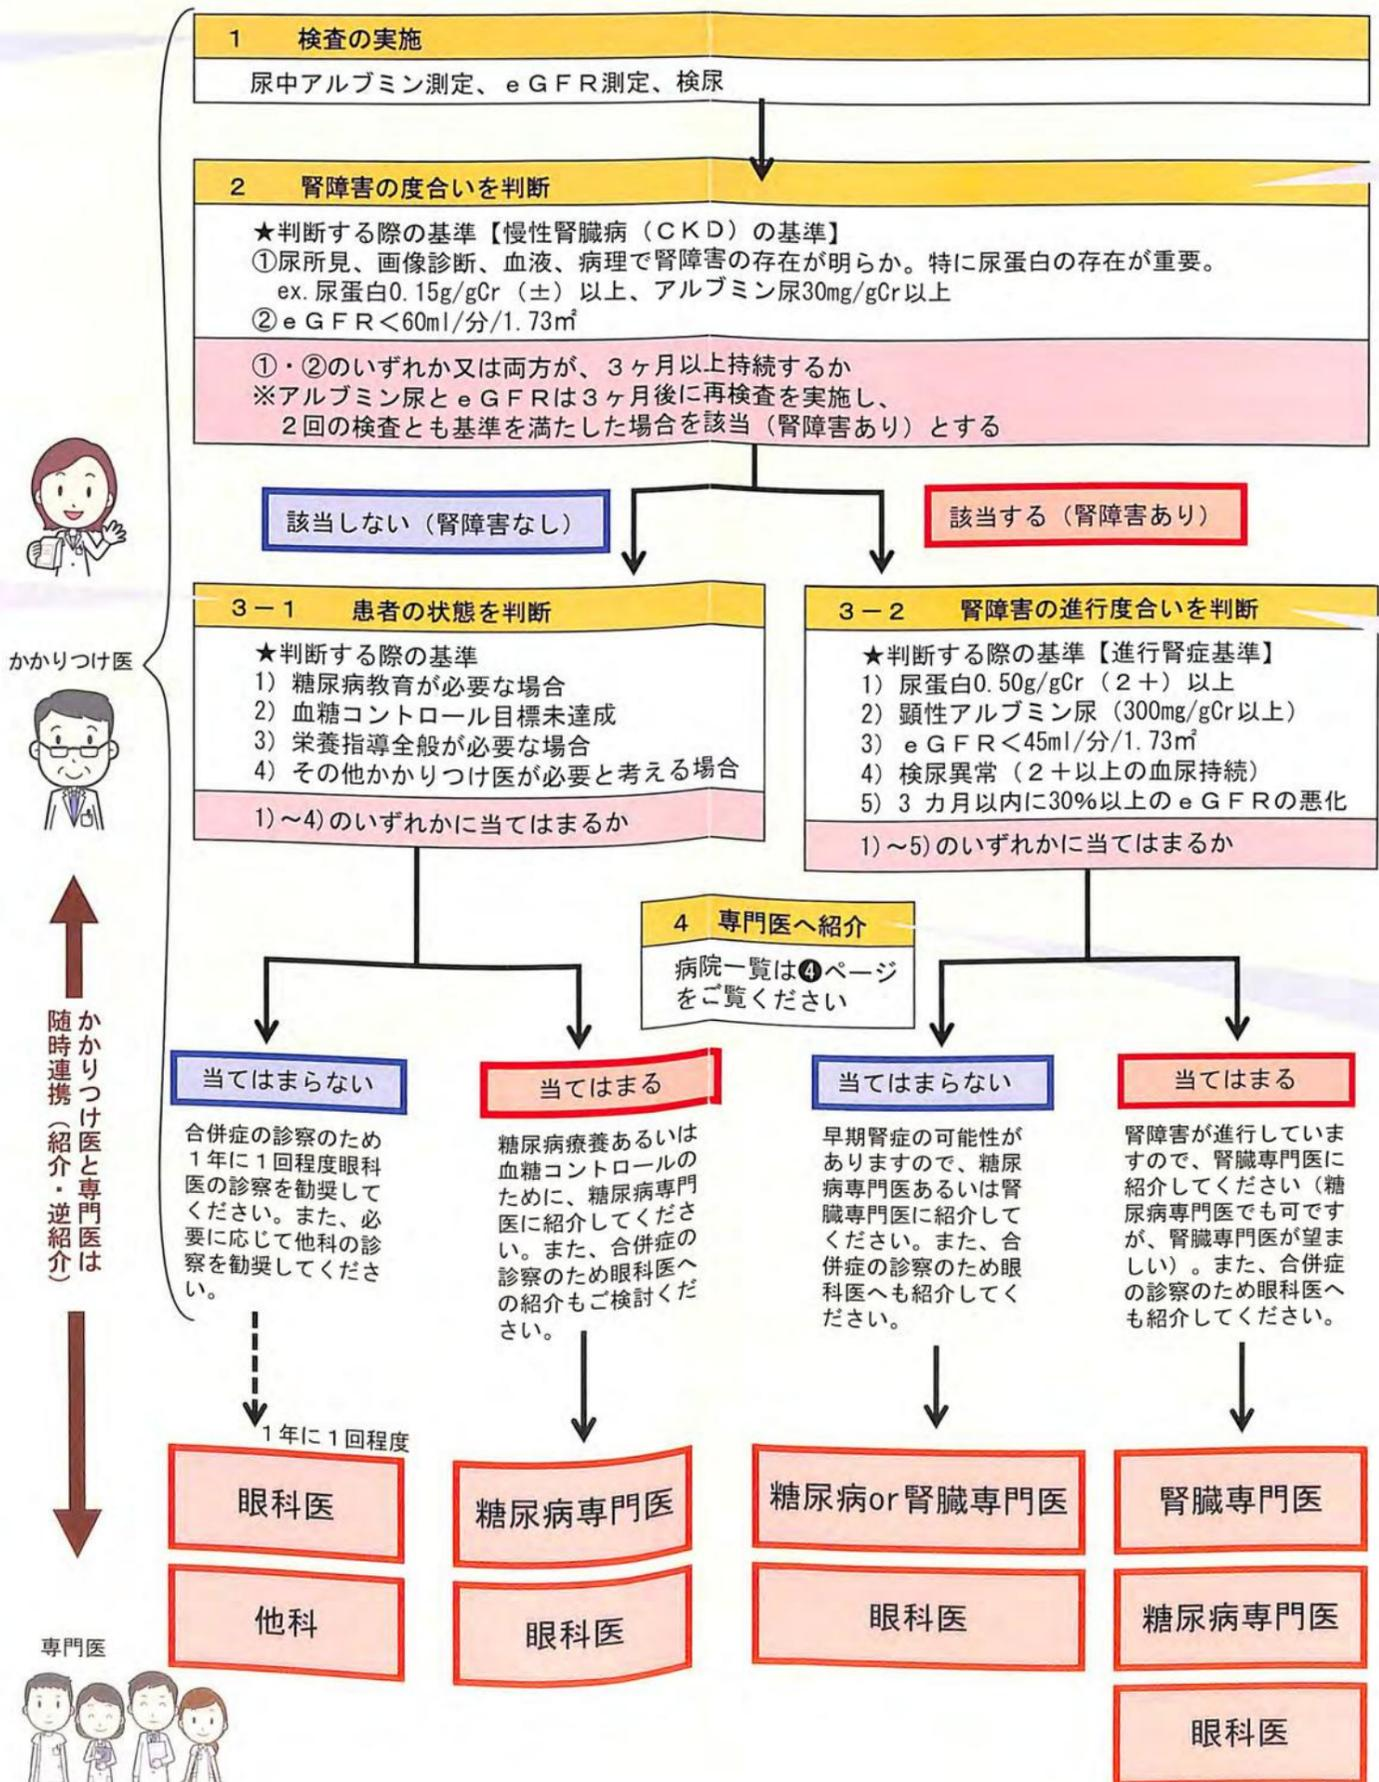 1 検査の実施
尿中アルブミン測定、eGFR測定、検尿
2 腎障害の度合いを判断
★判断する際の基準【慢性腎臓病（CKD）の基準】
①尿所見、画像診断、血液、病理で腎障害の存在が明らか。特に尿蛋白の存在が重要。
ex.尿蛋白0.15g/gCr（±）以上、アルブミン尿30mg/gCr以上
②eGFR＜60ml/分/1.73㎡
①・②のいずれか又は両方が、3ヶ月以上持続するか
※アルブミン尿とeGFRは3ヶ月後に再検査を実施し、
2回の検査とも基準を満たした場合を該当（腎障害あり）とする
該当しない（腎障害なし）
該当する（腎障害あり）
かかりつけ医
3－1 患者の状態を判断
★判断する際の基準
1）糖尿病教育が必要な場合
2）血糖コントロール目標未達成
3）栄養指導全般が必要な場合
4）その他かかりつけ医が必要と考える場合
1)～4)のいずれかに当てはまるか
3－2 腎障害の進行度合いを判断
★判断する際の基準【進行腎症基準】
1）尿蛋白0.50g/gCr（2＋）以上
2）顕性アルブミン尿（300mg/gCr以上）
3）eGFR＜45ml/分/1.73㎡
4）検尿異常（2＋以上の血尿持続）
5）3 カ月以内に30%以上のeGFRの悪化
1)～5)のいずれかに当てはまるか
4 専門医へ紹介
病院一覧は❹ページ
をご覧ください
かかりつけ医と専門医は
随時連携（紹介・逆紹介）
当てはまらない
合併症の診察のため
1年に1回程度眼科
医の診察を勧奨して
ください。また、必
要に応じて他科の診
察を勧奨してくださ
い。
1年に1回程度
眼科医
他科
当てはまる
糖尿病療養あるいは
血糖コントロールの
ために、糖尿病専門
医に紹介してくださ
い。また、合併症の
診察のため眼科医へ
の紹介もご検討くだ
さい。
糖尿病専門医
眼科医
当てはまらない
早期腎症の可能性が
ありますので、糖尿
病専門医あるいは腎
臓専門医に紹介して
ください。また、合
併症の診察のため眼
科医へも紹介してく
ださい。
糖尿病or腎臓専門医
眼科医
当てはまる
腎障害が進行していま
すので、腎臓専門医に
紹介してください（糖
尿病専門医でも可です
が、腎臓専門医が望ま
しい）。また、合併症
の診察のため眼科医へ
も紹介してください。
腎臓専門医
糖尿病専門医
眼科医
専門医